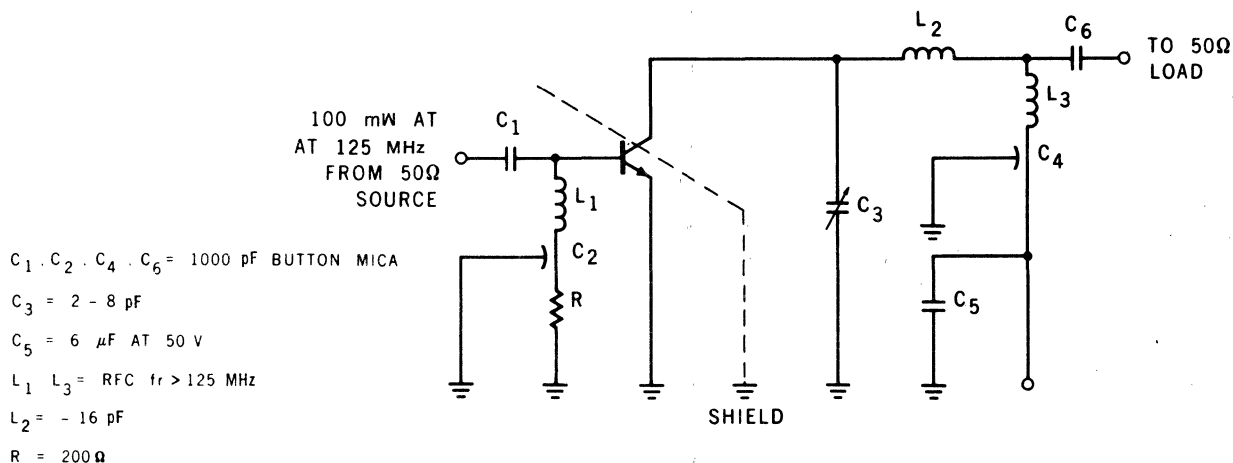 L2
C6
TO 50Ω
LOAD
L3
100 mW AT
AT 125 MHz
FROM 50Ω
SOURCE
C1
C4
L1
C3
C2
C1 . C2 . C4 . C6 = 1000 pF BUTTON MICA
R
C5
C3 = 2 - 8 pF
C5 = 6 μF AT 50 V
L1 L3 = RFC fr > 125 MHz
SHIELD
L2 = - 16 pF
R = 200Ω